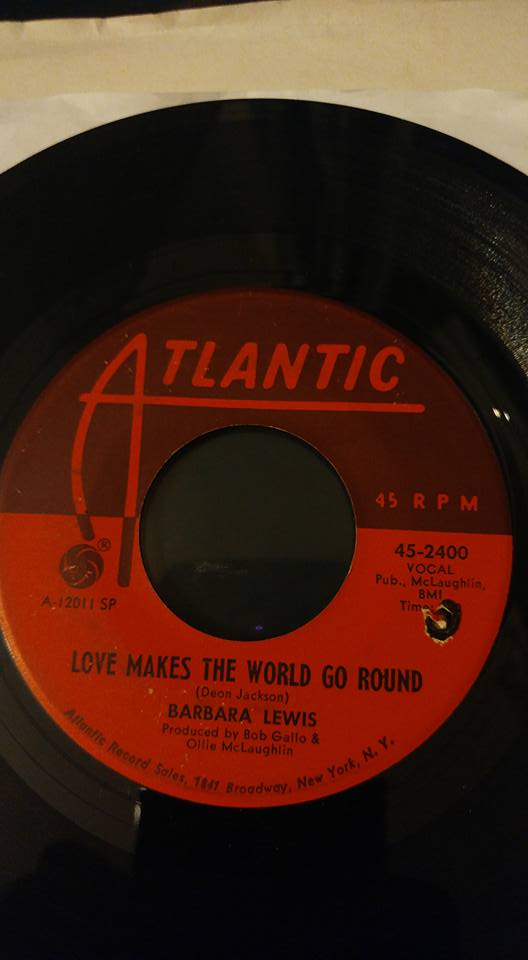 ATLANTIC
45 RPM
®
45-2400
VOCAL
Pub., McLaughlin,
BMI
Time:
A-12011 SP
LOVE MAKES THE WORLD GO ROUND
(Deon Jackson)
BARBARA LEWIS
Produced by Bob Gallo &
Ollie McLaughlin
Atlantic Record Sales, 1841 Broadway, New York, N. Y.